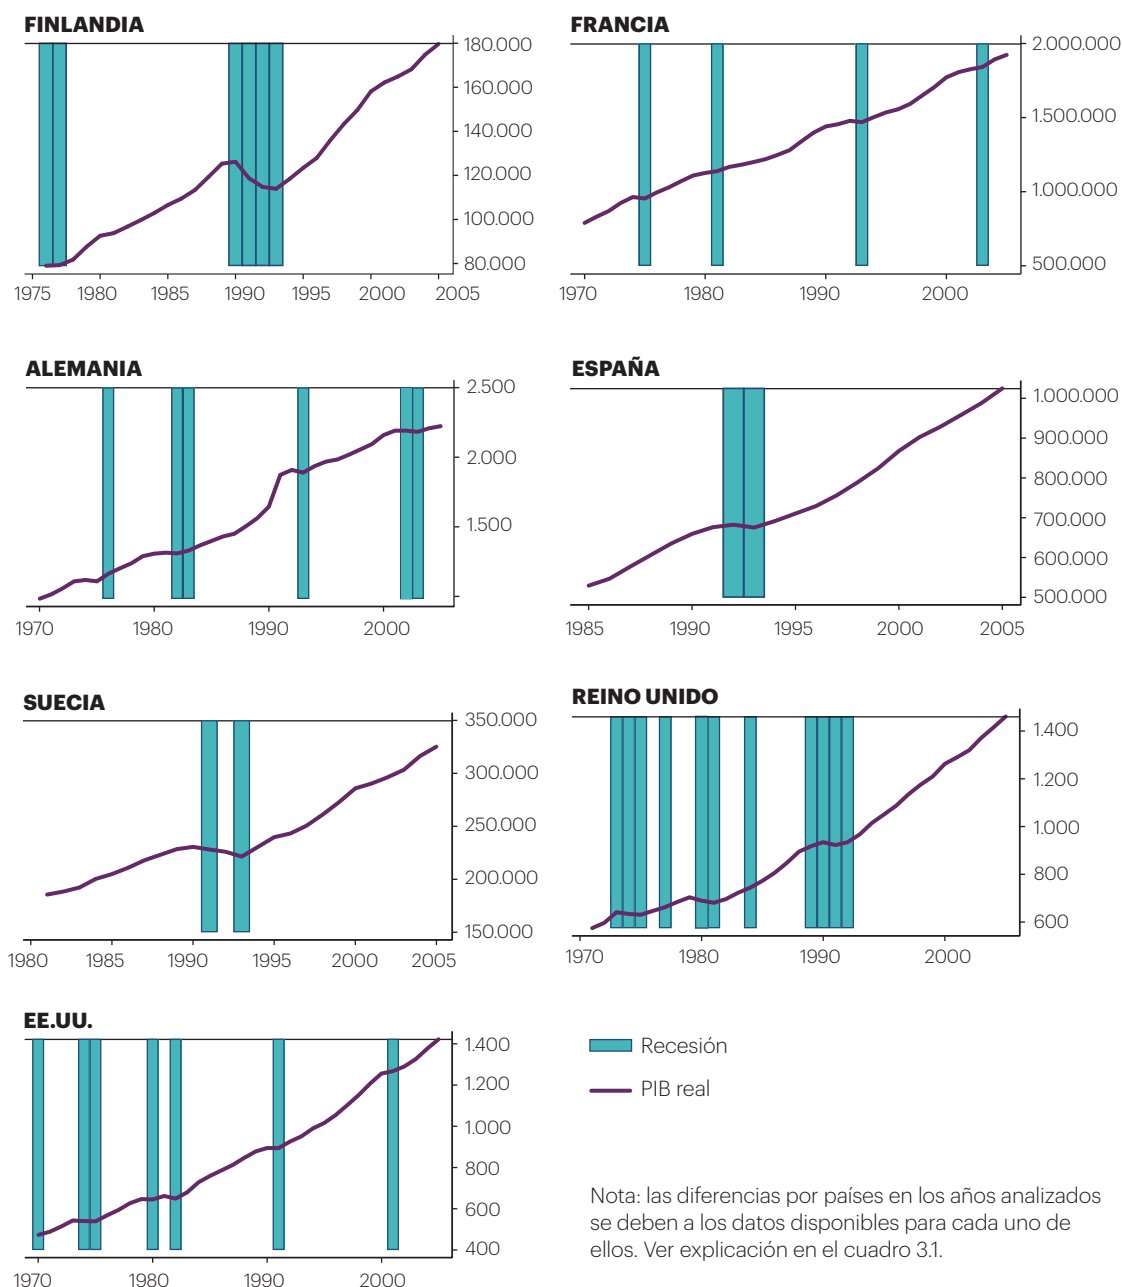 FINLANDIA
180.000
160.000
140.000
120.000
100.000
80.000
1975 1980 1985 1990 1995 2000 2005
FRANCIA
2.000.000
1.500.000
1.000.000
500.000
1970 1980 1990 2000
ALEMANIA
2.500
2.000
1.500
1970 1980 1990 2000
ESPAÑA
1.000.000
900.000
800.000
700.000
600.000
500.000
1985 1990 1995 2000 2005
SUECIA
350.000
300.000
250.000
200.000
150.000
1980 1985 1990 1995 2000 2005
REINO UNIDO
1.400
1.200
1.000
800
600
1970 1980 1990 2000
EE.UU.
1.400
1.200
1.000
800
600
400
1970 1980 1990 2000
Recesión
PIB real
Nota: las diferencias por países en los años analizados
se deben a los datos disponibles para cada uno de
ellos. Ver explicación en el cuadro 3.1.